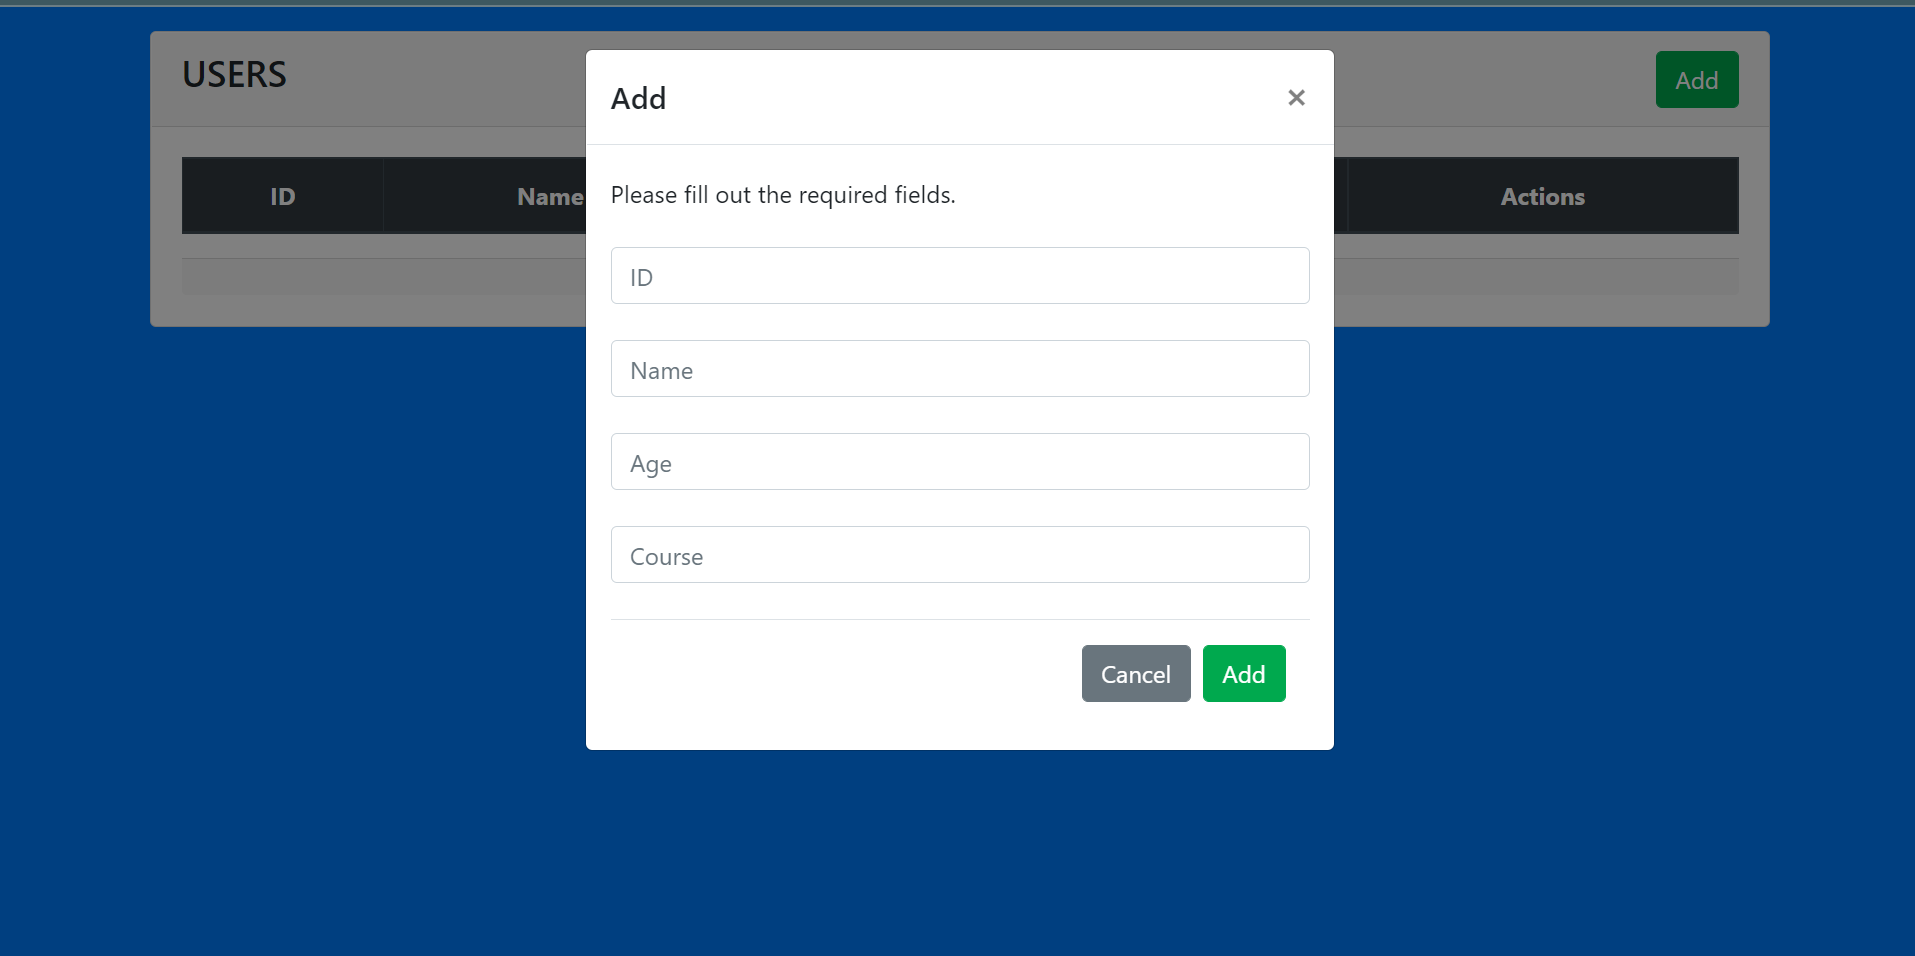 USERS
Add
ID
Name
Actions
Add
×
Please fill out the required fields.
ID
Name
Age
Course
Cancel
Add